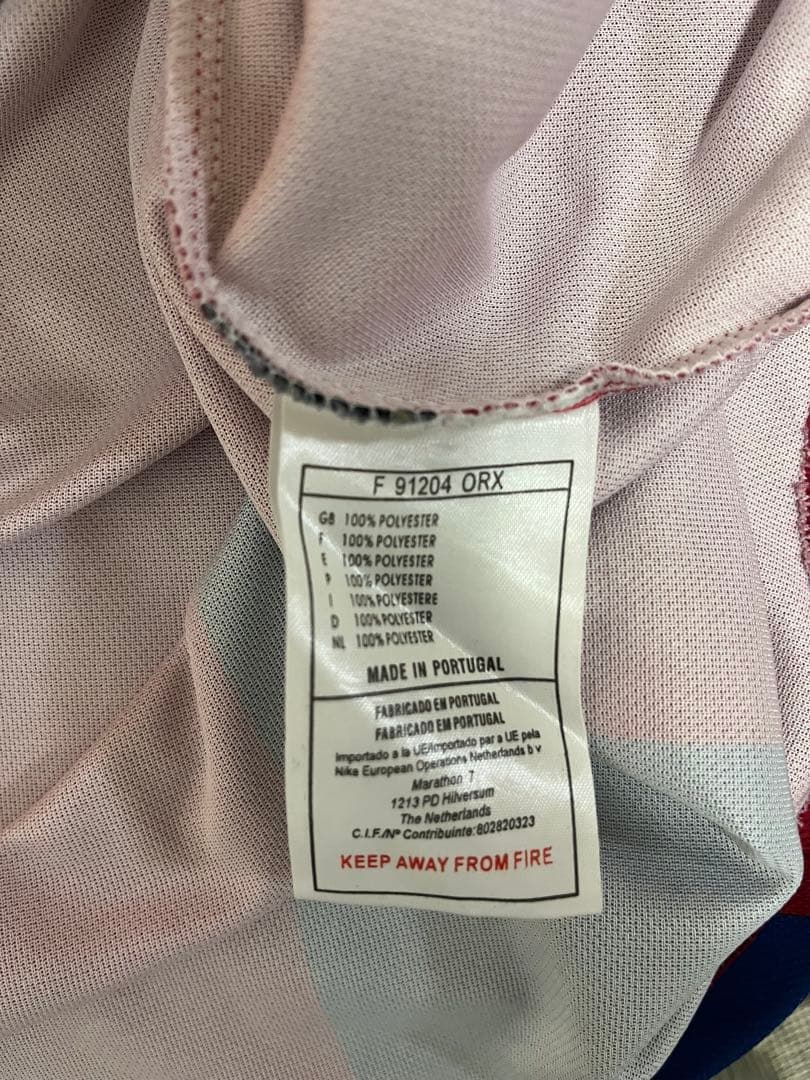 F 91204 ORX
GB 100% POLYESTER
F 100% POLYESTER
E 100% POLYESTER
P 100% POLYESTER
I 100% POLYESTERE
D 100% POLYESTER
NL 100% POLYESTER
MADE IN PORTUGAL
FABRICADO EN PORTUGAL
FABRICADO EM PORTUGAL
Importado a la UE/Importado par a UE pela
Nike European Operations Netherlands b v
Marathon 7
1213 PD Hilversum
The Netherlands
C.I.F./Nº Contribuinte:802820323
KEEP AWAY FROM FIRE